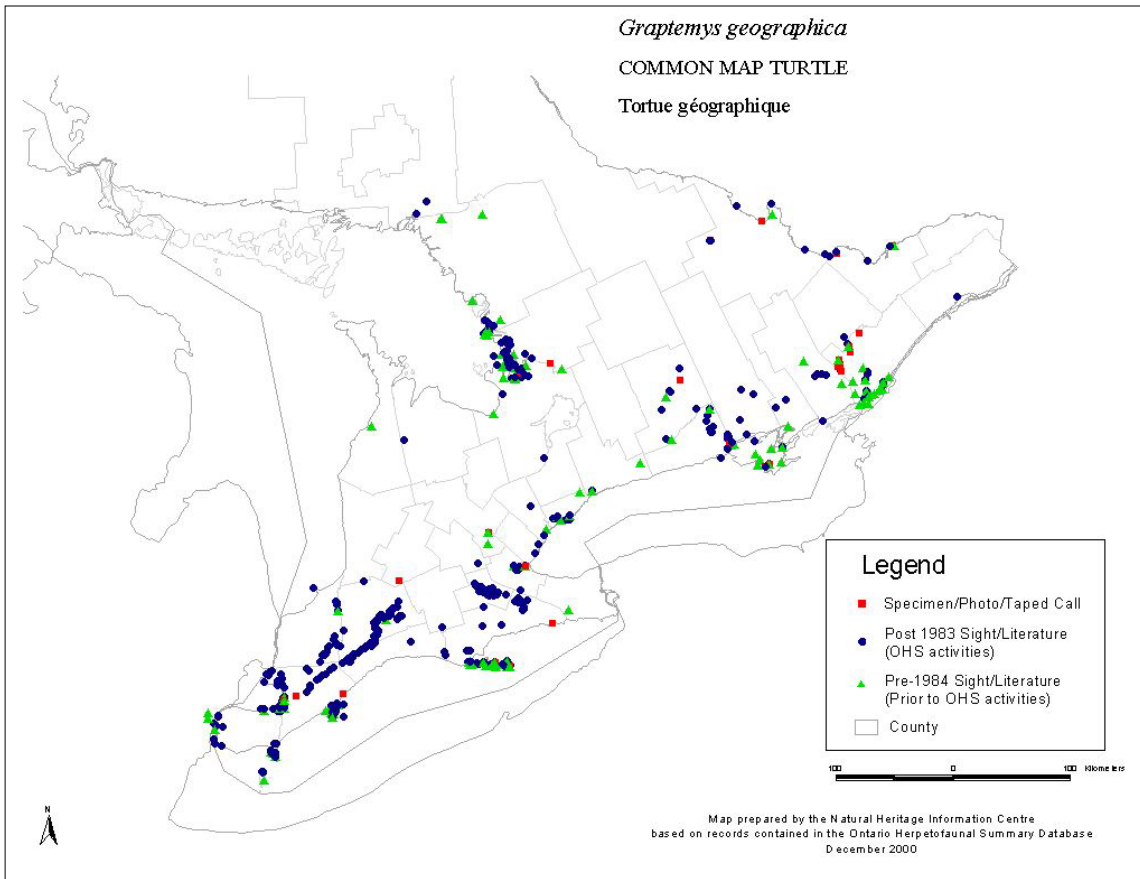 Graptemys geographica
COMMON MAP TURTLE
Tortue géographique
Legend
Specimen/Photo/Taped Call
Post 1983 Sight/Literature
(OHS activities)
Pre-1984 Sight/Literature
(Prior to OHS activities)
County
100 0 100 Kilometers
N
Map prepared by the Natural Heritage Information Centre
based on records contained in the Ontario Herpetofaunal Summary Database
December 2000